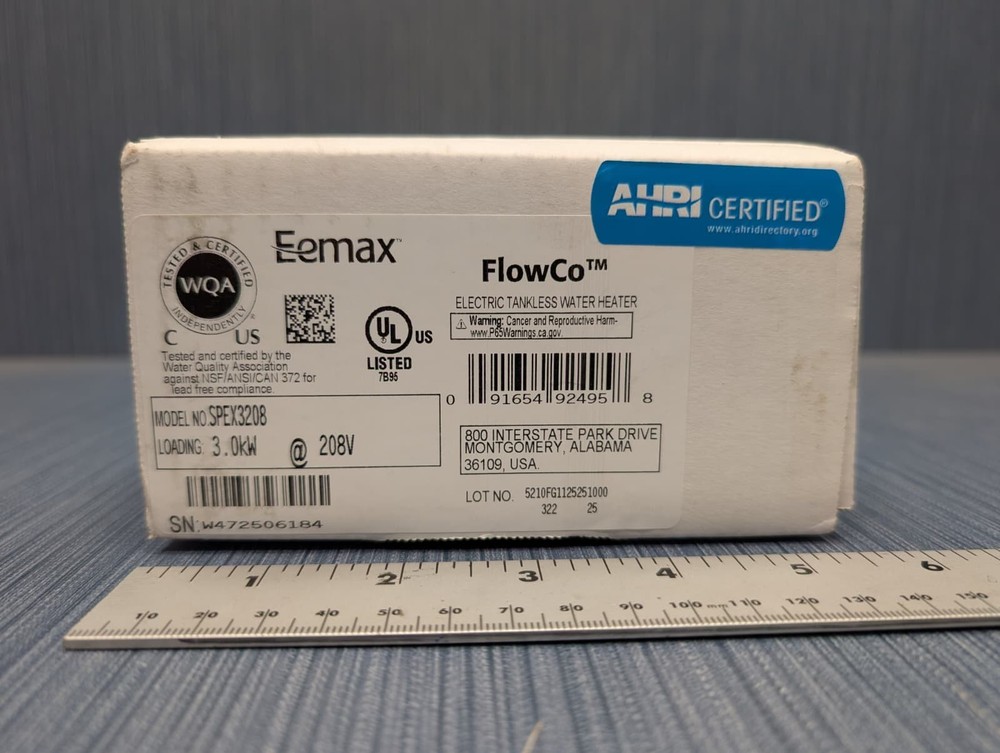 AHRI CERTIFIED®
www.ahridirectory.org
TESTED & CERTIFIED
WQA
INDEPENDENTLY
C US
Eemax™
FlowCo™
ELECTRIC TANKLESS WATER HEATER
⚠ Warning: Cancer and Reproductive Harm-
www.P65Warnings.ca.gov
UL US
LISTED
7B95
Tested and certified by the
Water Quality Association
against NSF/ANSI/CAN 372 for
lead free compliance.
0 91654 92495 8
MODEL NO. SPEX3208
LOADING: 3.0kW @ 208V
800 INTERSTATE PARK DRIVE
MONTGOMERY, ALABAMA
36109, USA.
LOT NO. 5210FG1125251000
322 25
SN: W472506184
1 2 3 4 5 6
10 20 30 40 50 60 70 80 90 100 mm 110 120 130 140 150